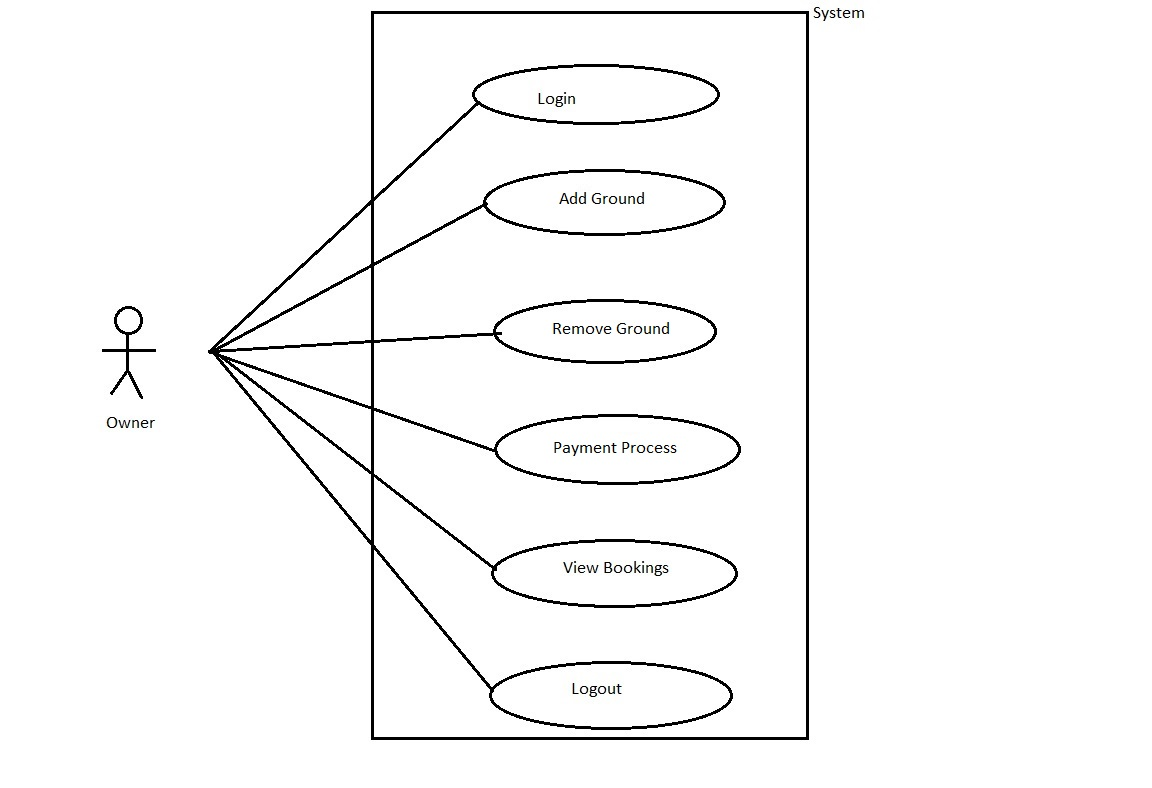 System
Login
Add Ground
Remove Ground
Payment Process
View Bookings
Logout
Owner